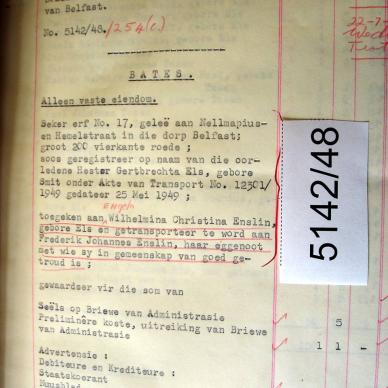 van Belfast.
No. 5142/48. /254(c)
BATES.
Alleen vaste eiendom.
Seker erf No. 17, geleë aan Nellmapius-
en Hemelstraat in die dorp Belfast;
groot 200 vierkante roede ;
soos geregistreer op naam van die oor-
ledene Hester Gertbrechta Els, gebore
Smit onder Akte van Transport No. 12301/
1949 gedateer 25 Mei 1949 ;
toegeken aan Wilhelmina Christina Enslin,
gebore Els en getransporteer te word aan
Frederik Johannes Enslin, haar eggenoot
met wie sy in gemeenskap van goed ge-
troud is ;
gewaardser vir die som van
Seëls op Briewe van Administrasie 5
Preliminêre koste, uitreiking van Briewe
van Administrasie 1 1 -
Advertensie :
Debiteure en Krediteure :
Staatskoerant
Nuusblad
5142/48